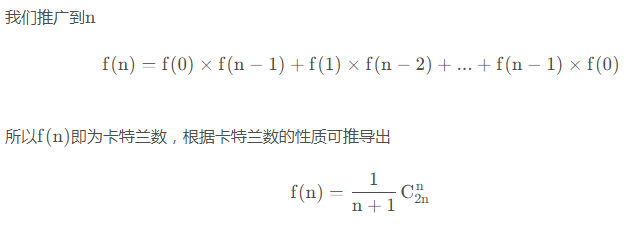 我们推广到n
f(n) = f(0) × f(n − 1) + f(1) × f(n − 2) + ... + f(n − 1) × f(0)
所以f(n)即为卡特兰数，根据卡特兰数的性质可推导出
f(n) = \frac{1}{n + 1} C_{2n}^{n}